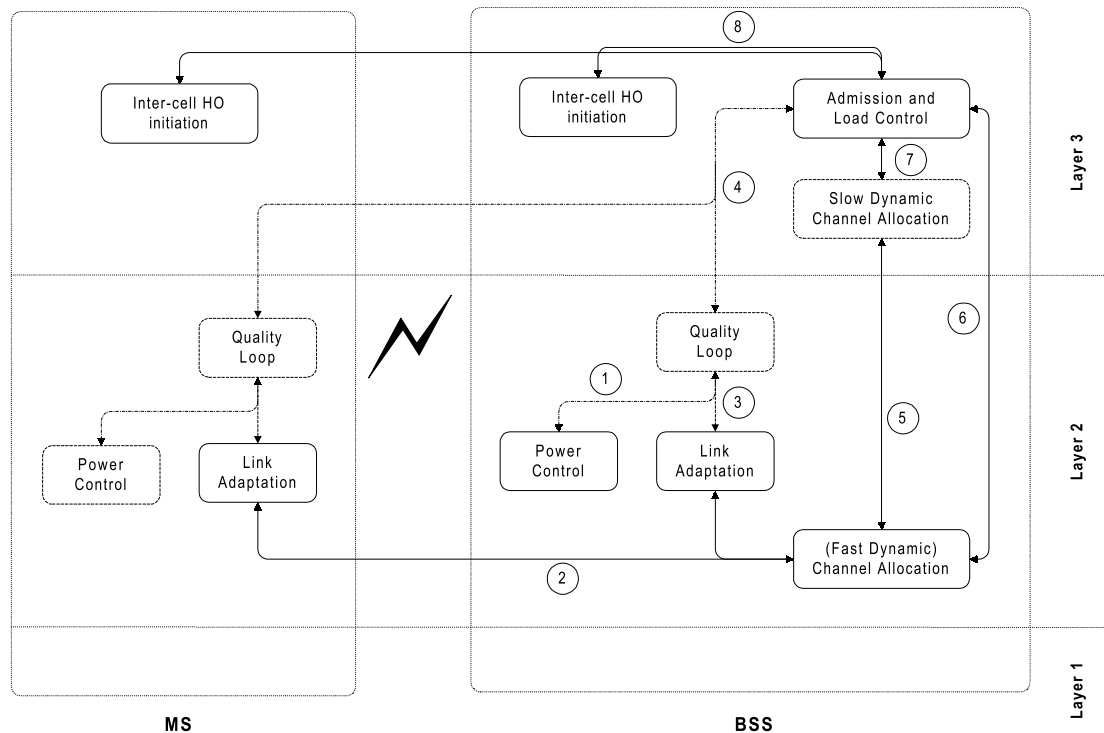 8
Inter-cell HO
initiation
Inter-cell HO
initiation
Admission and
Load Control
7
4
Slow Dynamic
Channel Allocation
Layer 3
Quality
Loop
Quality
Loop
6
1
3
5
Power
Control
Link
Adaptation
Power
Control
Link
Adaptation
Layer 2
(Fast Dynamic)
Channel Allocation
2
Layer 1
MS
BSS